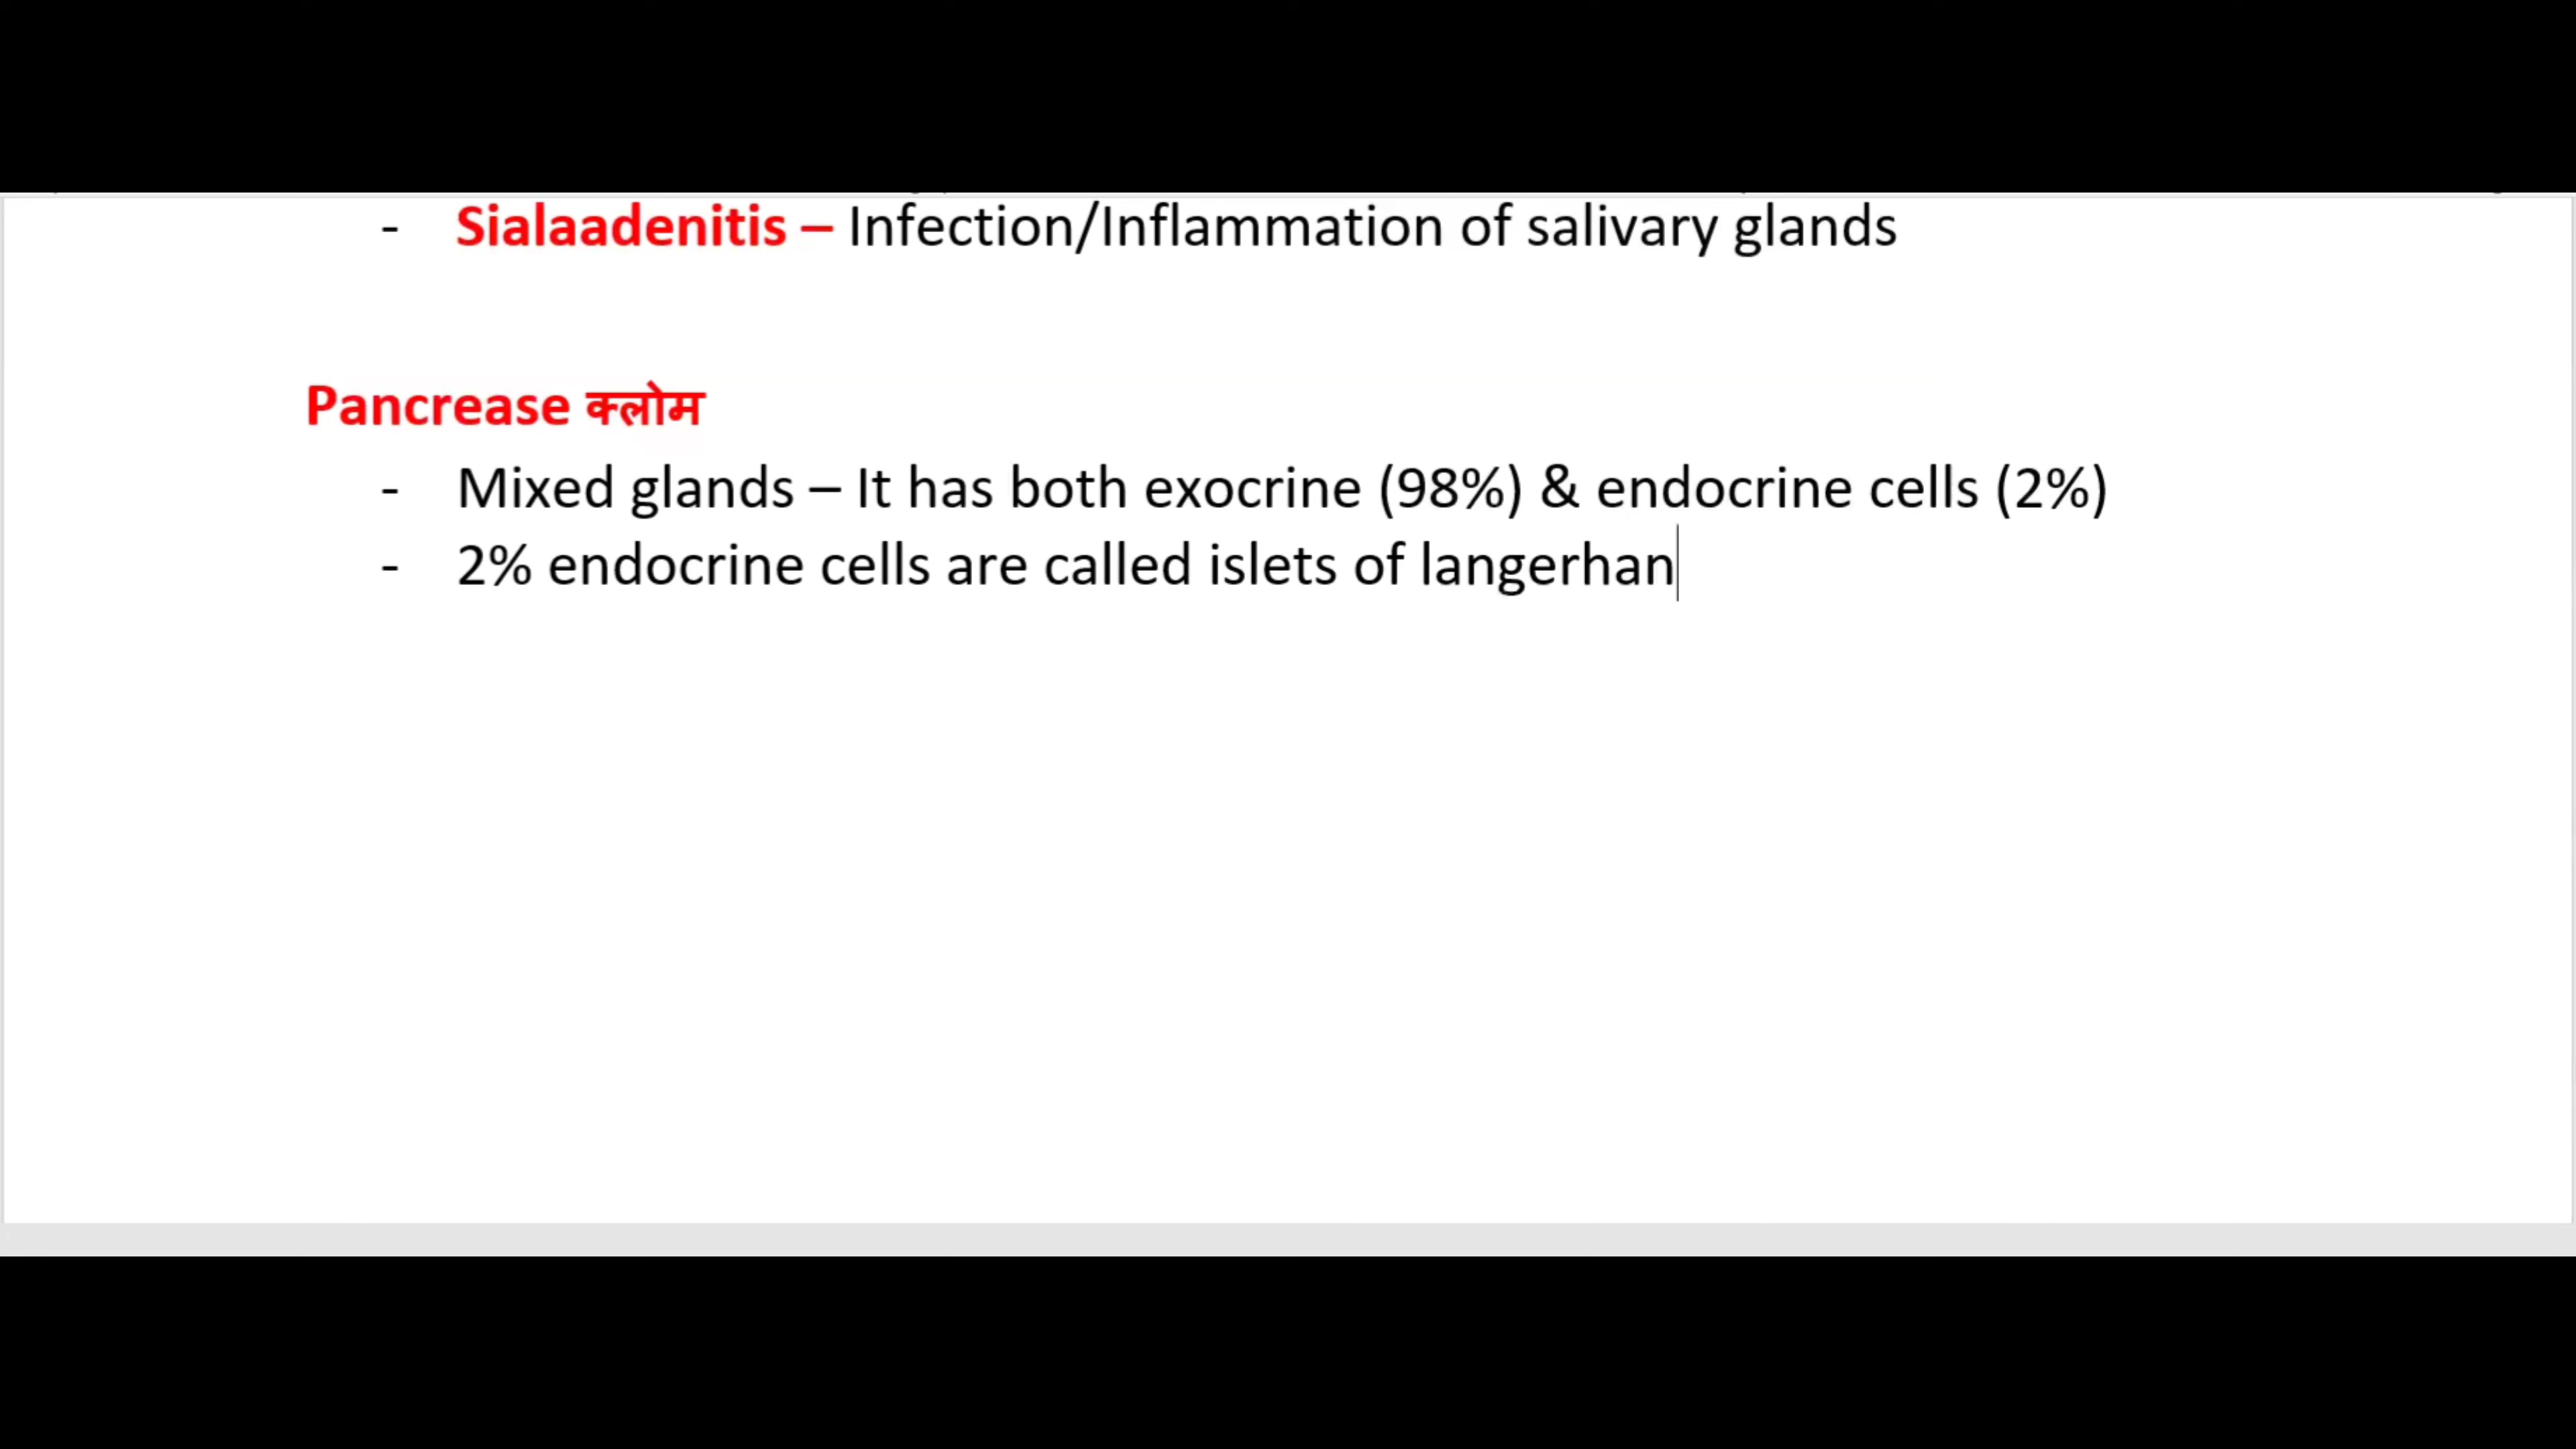 - Sialaadenitis – Infection/Inflammation of salivary glands
Pancrease क्लोम
- Mixed glands – It has both exocrine (98%) & endocrine cells (2%)
- 2% endocrine cells are called islets of langerhan